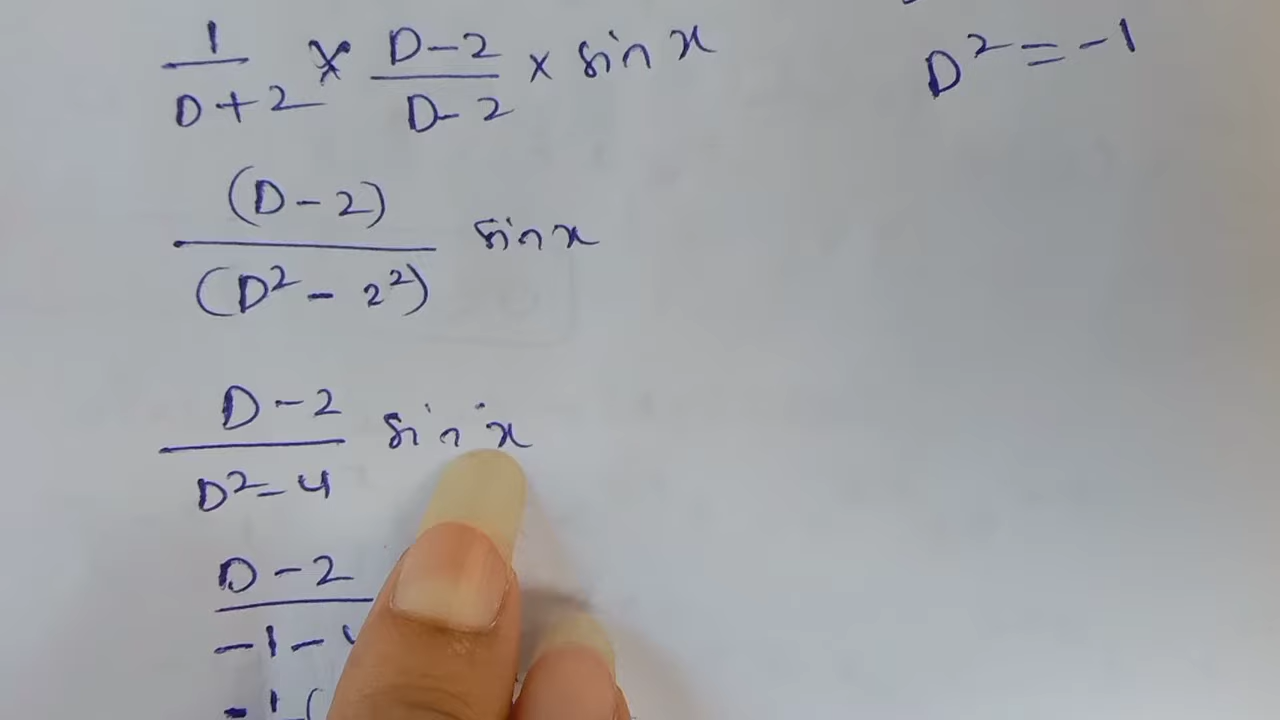 1/(D+2) × (D-2)/(D-2) × sin x
D² = -1
(D-2)/(D² - 2²) sin x
D-2/D²-4 sin x
D-2
-1-